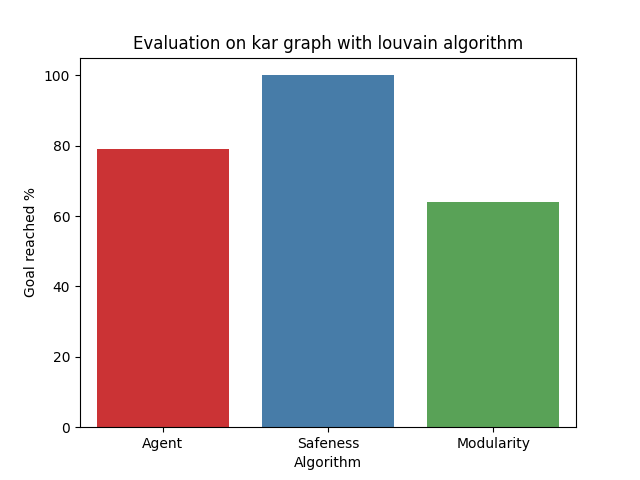 Evaluation on kar graph with louvain algorithm
100
80
60
40
20
0
Goal reached %
Agent
Safeness
Modularity
Algorithm